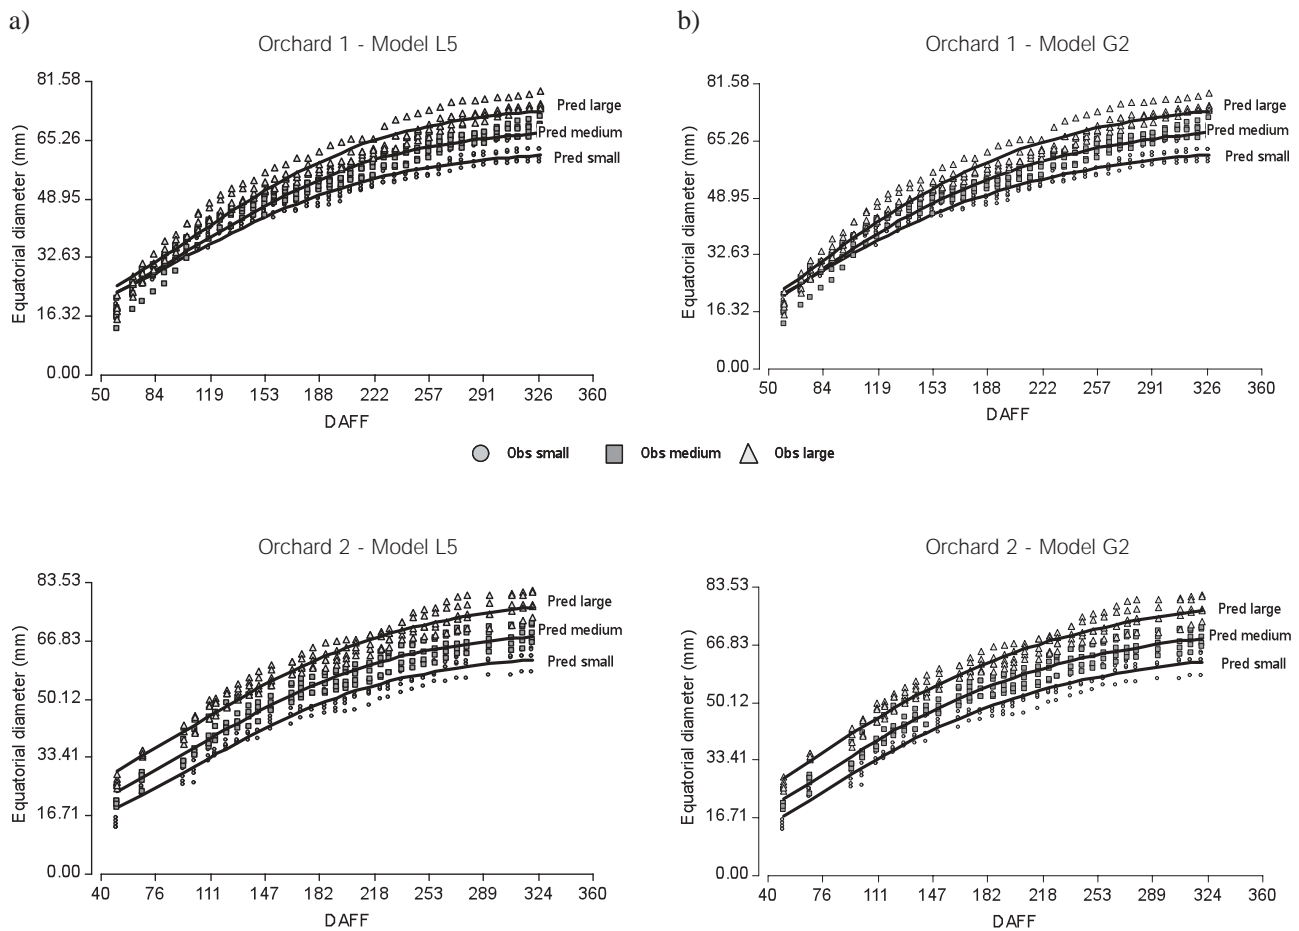 a)
Orchard 1 - Model L5
81.58
65.26
48.95
32.63
16.32
0.00
Equatorial diameter (mm)
Pred large
Pred medium
Pred small
50 84 119 153 188 222 257 291 326 360
DAFF
b)
Orchard 1 - Model G2
81.58
65.26
48.95
32.63
16.32
0.00
Equatorial diameter (mm)
Pred large
Pred medium
Pred small
50 84 119 153 188 222 257 291 326 360
DAFF
Obs small Obs medium Obs large
Orchard 2 - Model L5
83.53
66.83
50.12
33.41
16.71
0.00
Equatorial diameter (mm)
Pred large
Pred medium
Pred small
40 76 111 147 182 218 253 289 324 360
DAFF
Orchard 2 - Model G2
83.53
66.83
50.12
33.41
16.71
0.00
Equatorial diameter (mm)
Pred large
Pred medium
Pred small
40 76 111 147 182 218 253 289 324 360
DAFF